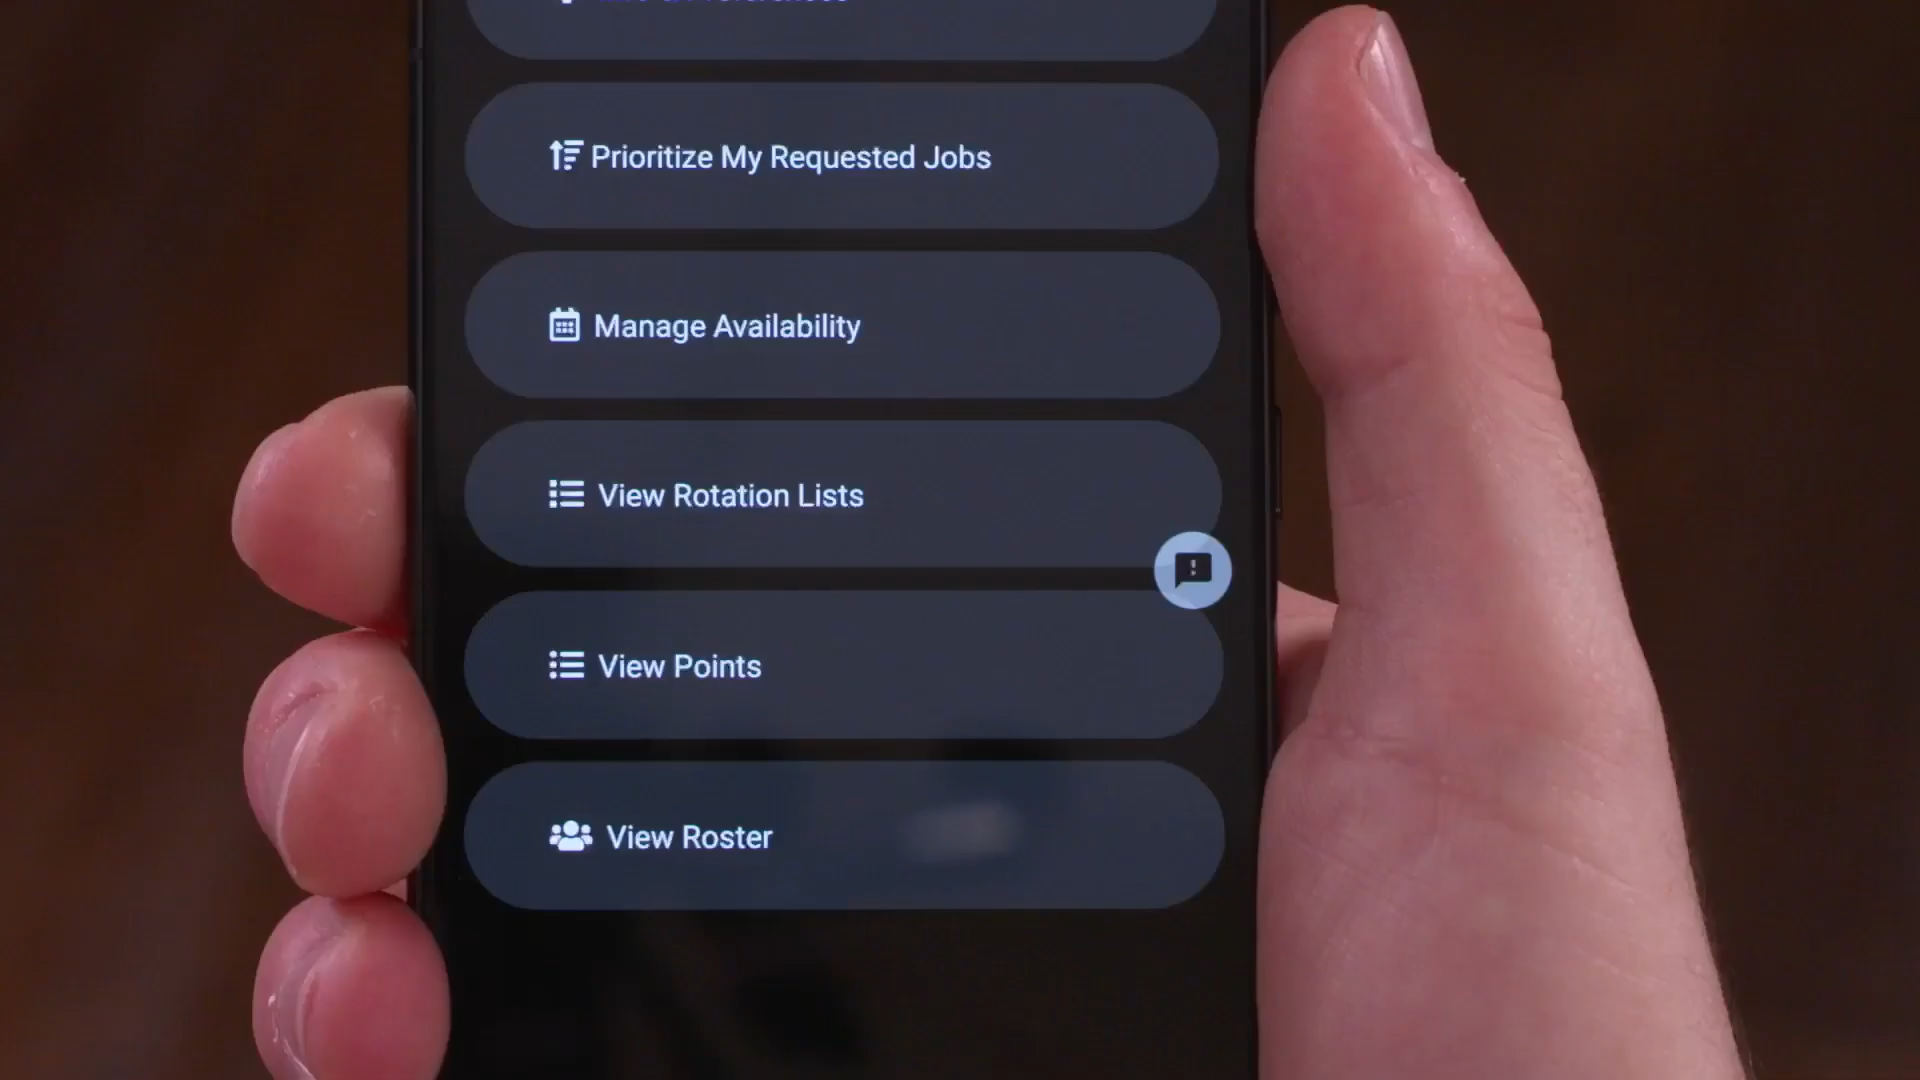 Prioritize My Requested Jobs
Manage Availability
View Rotation Lists
View Points
View Roster